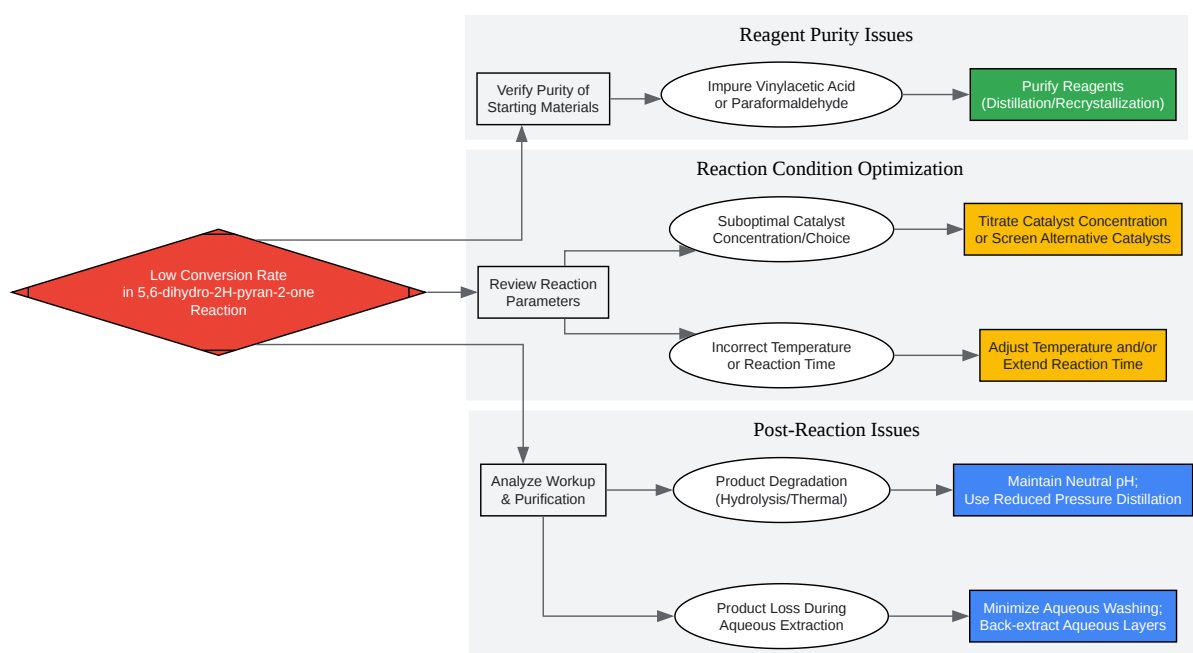 Reagent Purity Issues
Verify Purity of
Starting Materials
Impure Vinylacetic Acid
or Paraformaldehyde
Purify Reagents
(Distillation/Recrystallization)
Reaction Condition Optimization
Low Conversion Rate
in 5,6-dihydro-2H-pyran-2-one
Reaction
Review Reaction
Parameters
Suboptimal Catalyst
Concentration/Choice
Titrate Catalyst Concentration
or Screen Alternative Catalysts
Incorrect Temperature
or Reaction Time
Adjust Temperature and/or
Extend Reaction Time
Post-Reaction Issues
Analyze Workup
& Purification
Product Degradation
(Hydrolysis/Thermal)
Maintain Neutral pH;
Use Reduced Pressure Distillation
Product Loss During
Aqueous Extraction
Minimize Aqueous Washing;
Back-extract Aqueous Layers